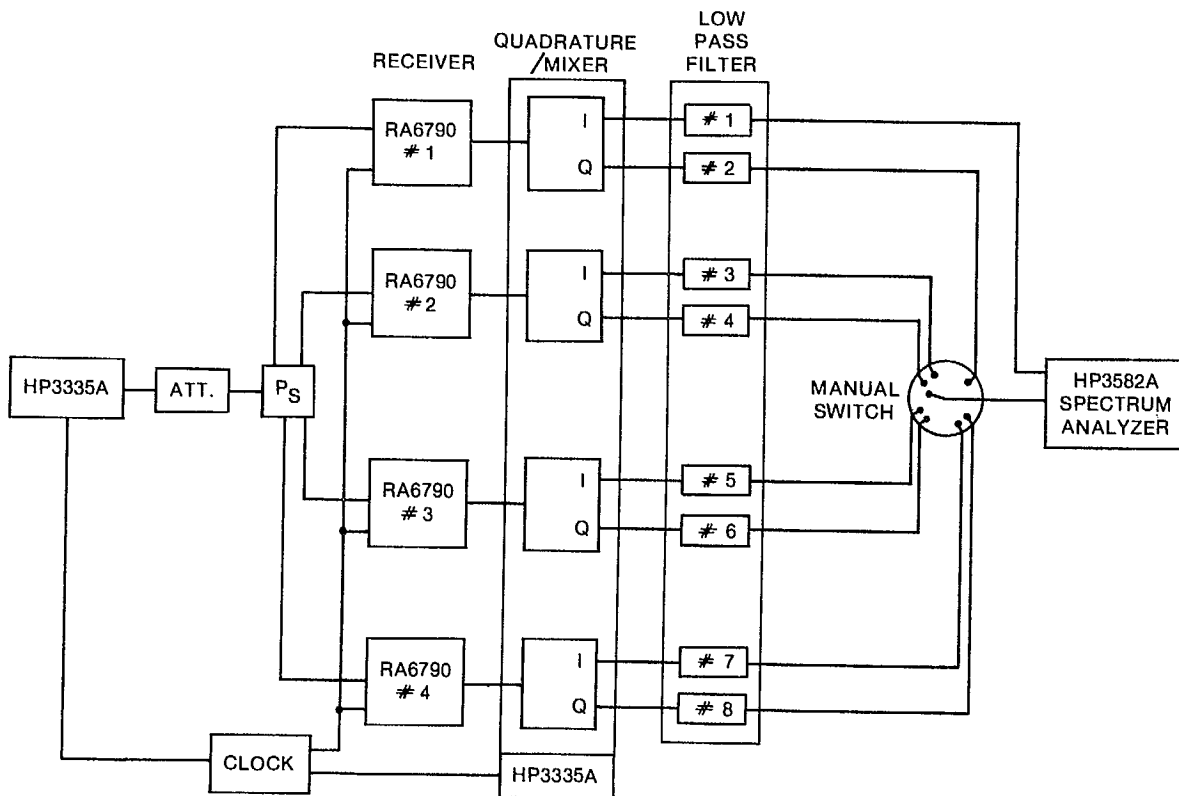 RECEIVER
QUADRATURE
/MIXER
LOW
PASS
FILTER
RA6790
# 1
I
Q
# 1
# 2
RA6790
# 2
I
Q
# 3
# 4
HP3335A
ATT.
PS
MANUAL
SWITCH
HP3582A
SPECTRUM
ANALYZER
RA6790
# 3
I
Q
# 5
# 6
RA6790
# 4
I
Q
# 7
# 8
CLOCK
HP3335A